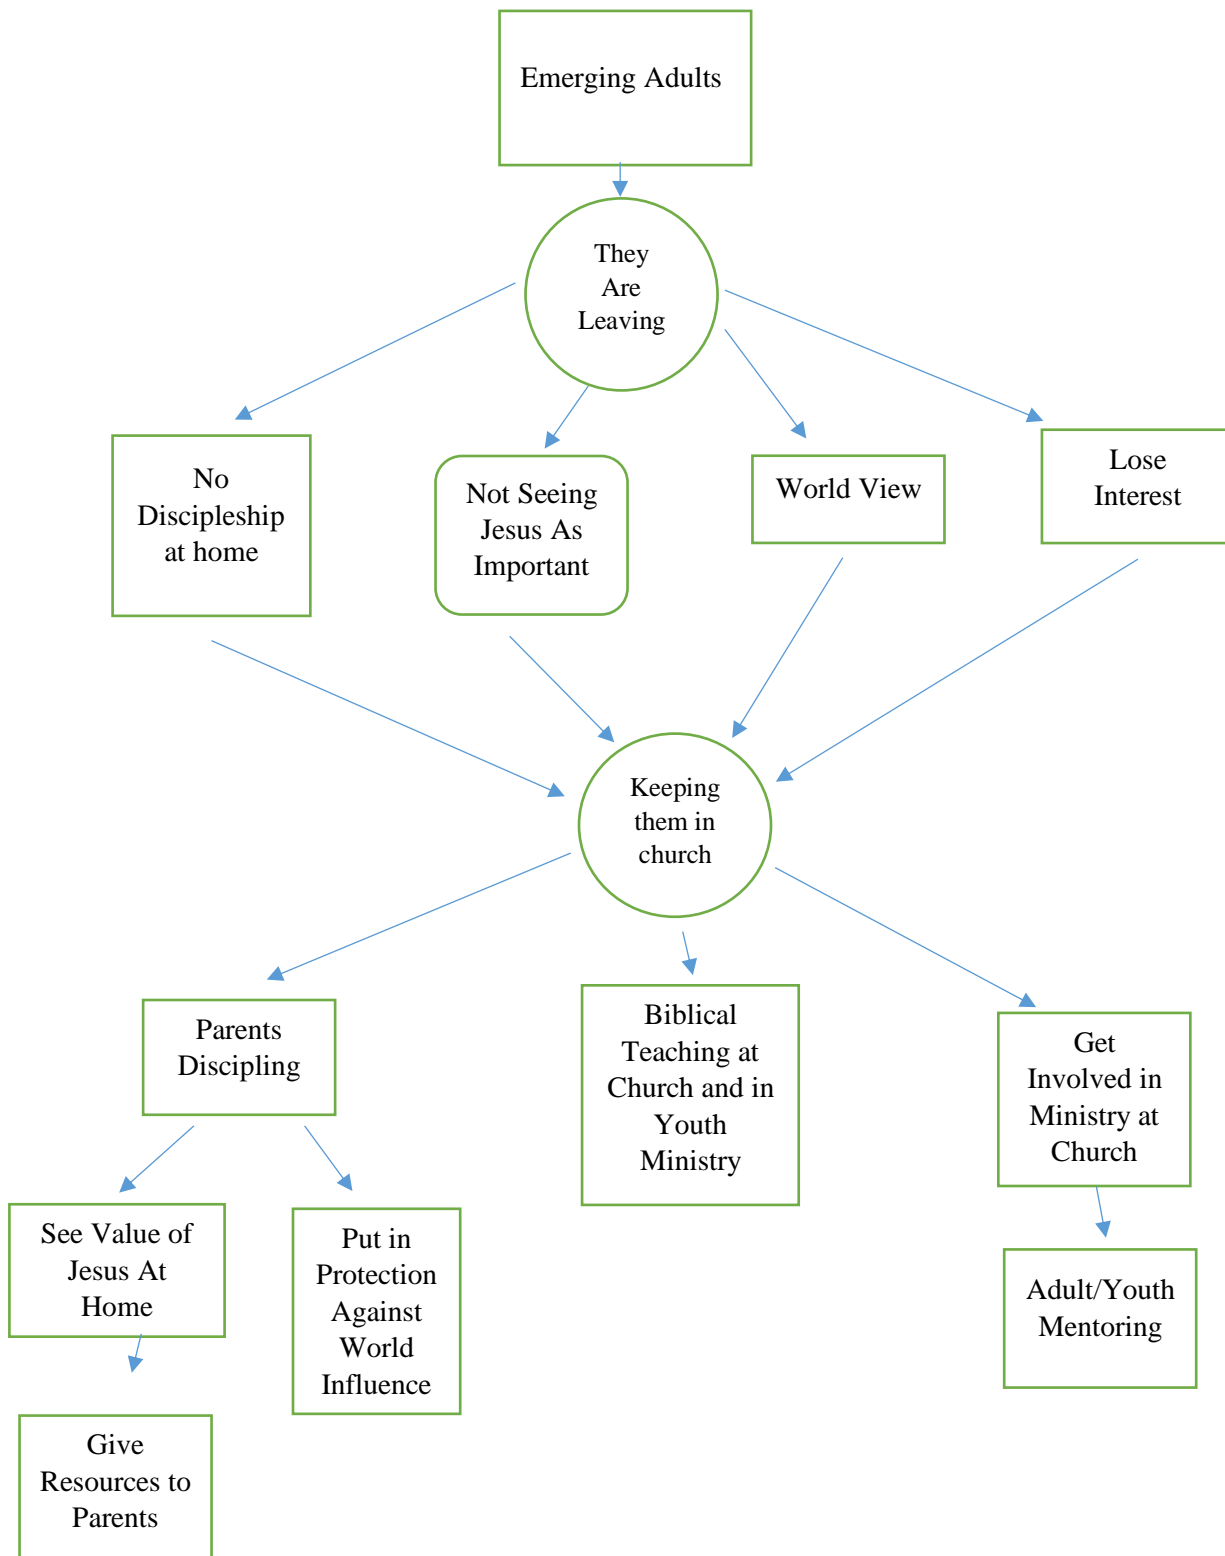 Emerging Adults
They
Are
Leaving
No
Discipleship
at home
Not Seeing
Jesus As
Important
World View
Lose
Interest
Keeping
them in
church
Parents
Discipling
Biblical
Teaching at
Church and in
Youth
Ministry
Get
Involved in
Ministry at
Church
See Value of
Jesus At
Home
Put in
Protection
Against
World
Influence
Adult/Youth
Mentoring
Give
Resources to
Parents